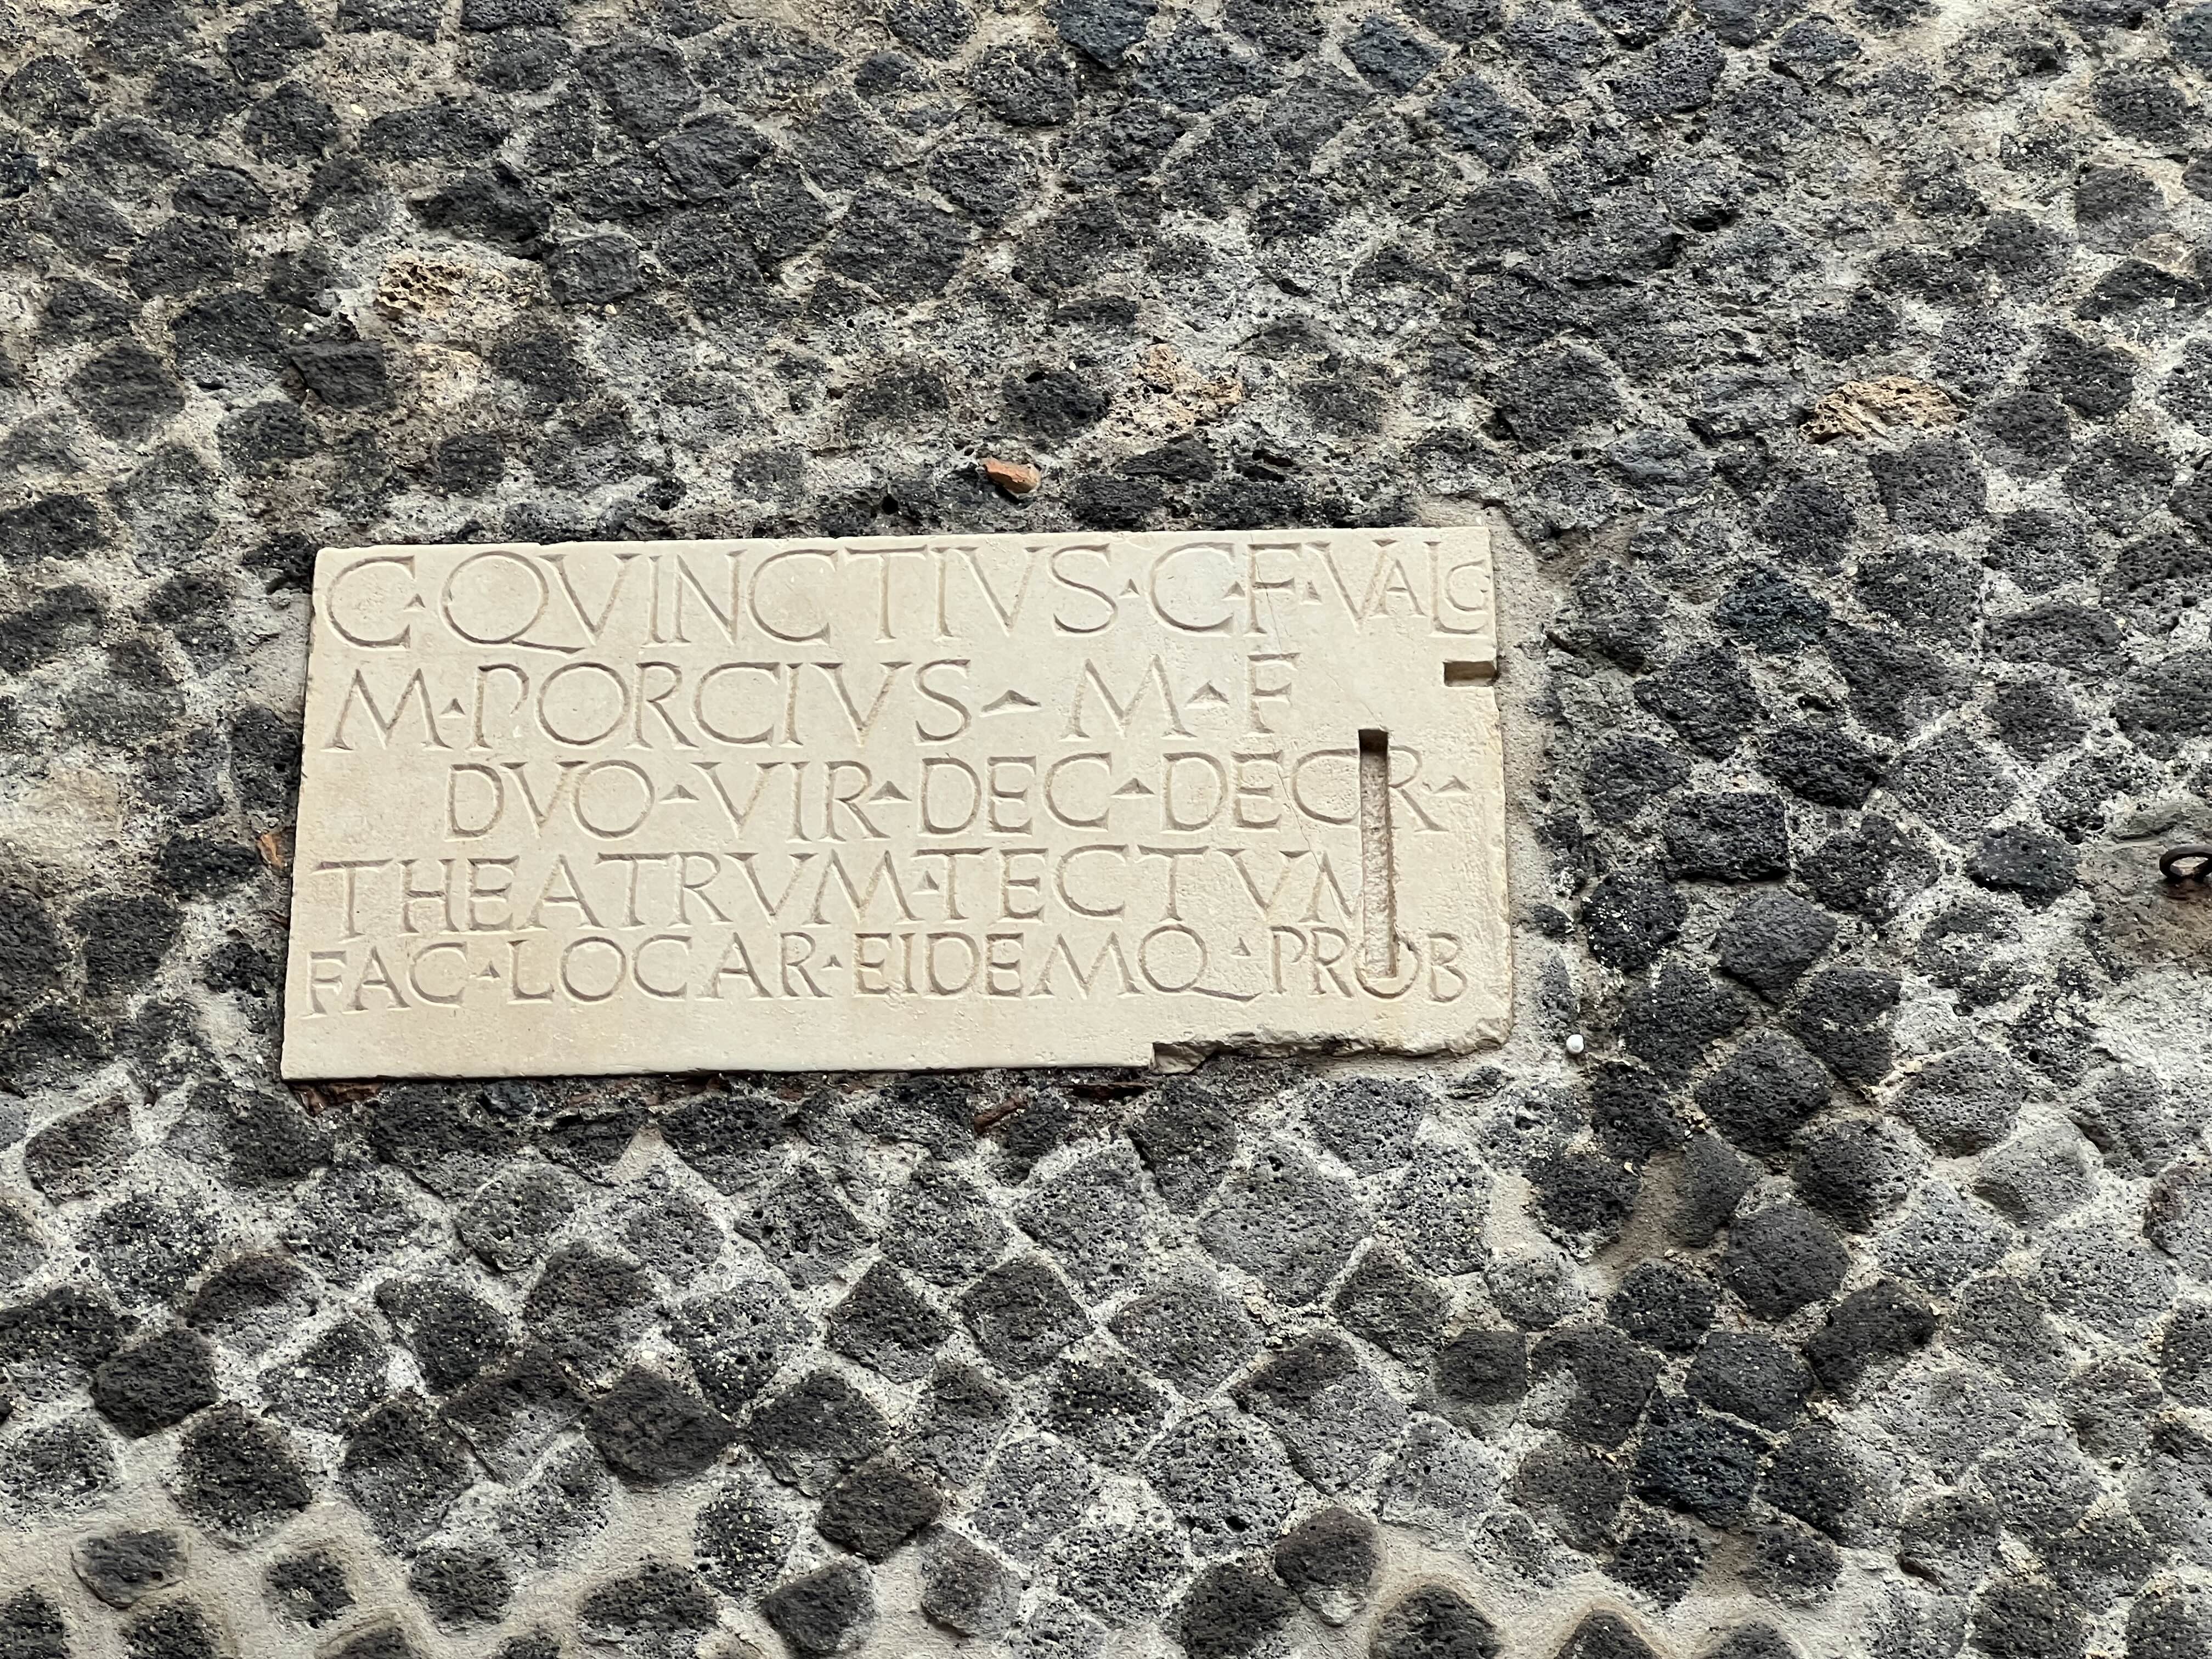 C·QVINCTIVS·C·F·VALG
M·PORCIVS·M·F
DVO·VIR·DEC·DECR·
THEATRVM·TECTVM
FAC·LOCAR·EIDEMQ·PROB